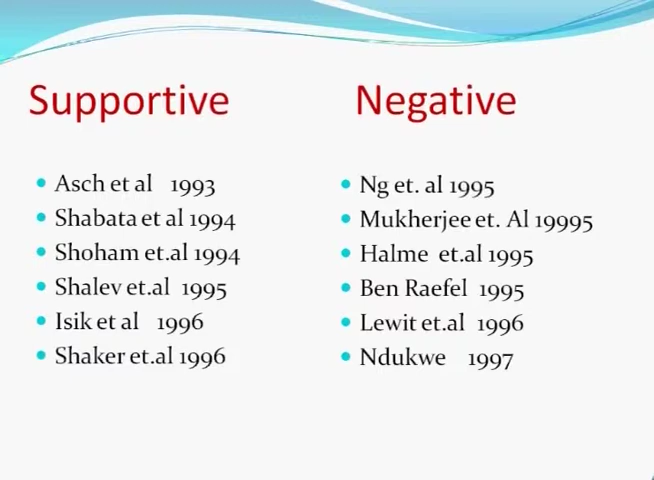 Supportive
Negative
Asch et al 1993
Shabata et al 1994
Shoham et.al 1994
Shalev et.al 1995
Isik et al 1996
Shaker et.al 1996
Ng et. al 1995
Mukherjee et. Al 19995
Halme et.al 1995
Ben Raefel 1995
Lewit et.al 1996
Ndukwe 1997